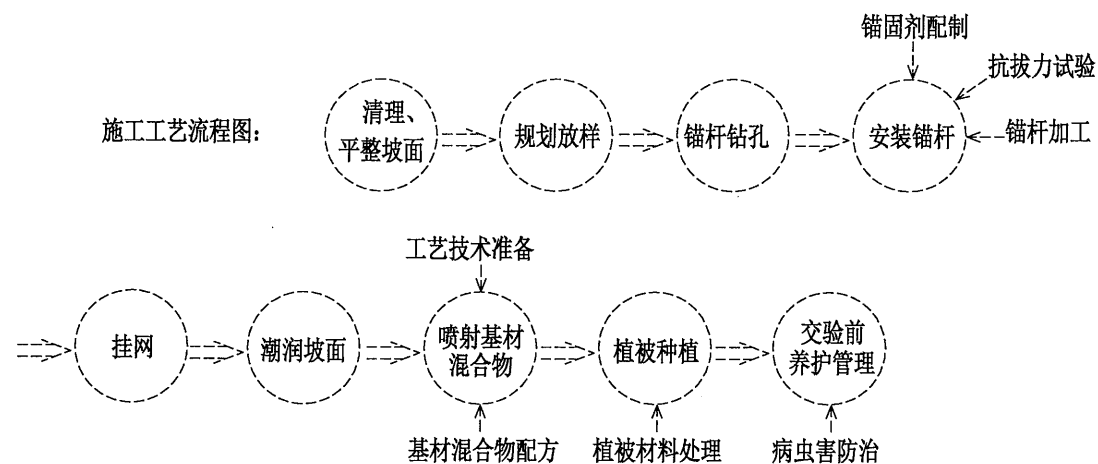 锚固剂配制
抗拔力试验
施工工艺流程图:
清理、
平整坡面
规划放样
锚杆钻孔
安装锚杆
锚杆加工
工艺技术准备
挂网
潮润坡面
喷射基材
混合物
植被种植
交验前
养护管理
基材混合物配方
植被材料处理
病虫害防治